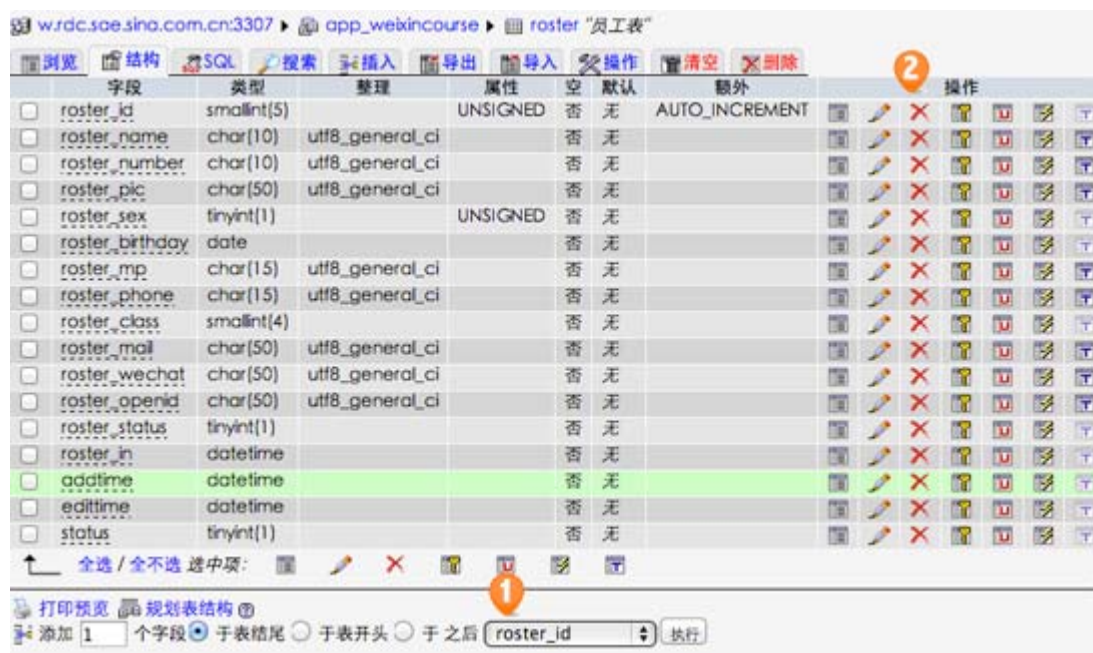 w.rdc.sae.sina.com.cn:3307 ▸ app_weixincourse ▸ roster "员工表"
浏览 结构 SQL 搜索 插入 导出 导入 操作 清空 删除
2
字段 类型 整理 属性 空 默认 额外 操作
roster_id smallint(5) UNSIGNED 否 无 AUTO_INCREMENT
roster_name char(10) utf8_general_ci 否 无
roster_number char(10) utf8_general_ci 否 无
roster_pic char(50) utf8_general_ci 否 无
roster_sex tinyint(1) UNSIGNED 否 无
roster_birthday date 否 无
roster_mp char(15) utf8_general_ci 否 无
roster_phone char(15) utf8_general_ci 否 无
roster_class smallint(4) 否 无
roster_mail char(50) utf8_general_ci 否 无
roster_wechat char(50) utf8_general_ci 否 无
roster_openid char(50) utf8_general_ci 否 无
roster_status tinyint(1) 否 无
roster_in datetime 否 无
addtime datetime 否 无
edittime datetime 否 无
status tinyint(1) 否 无
全选 / 全不选 选中项:
1
打印预览 规划表结构
添加 1 个字段 于表结尾 于表开头 于 之后 roster_id 执行